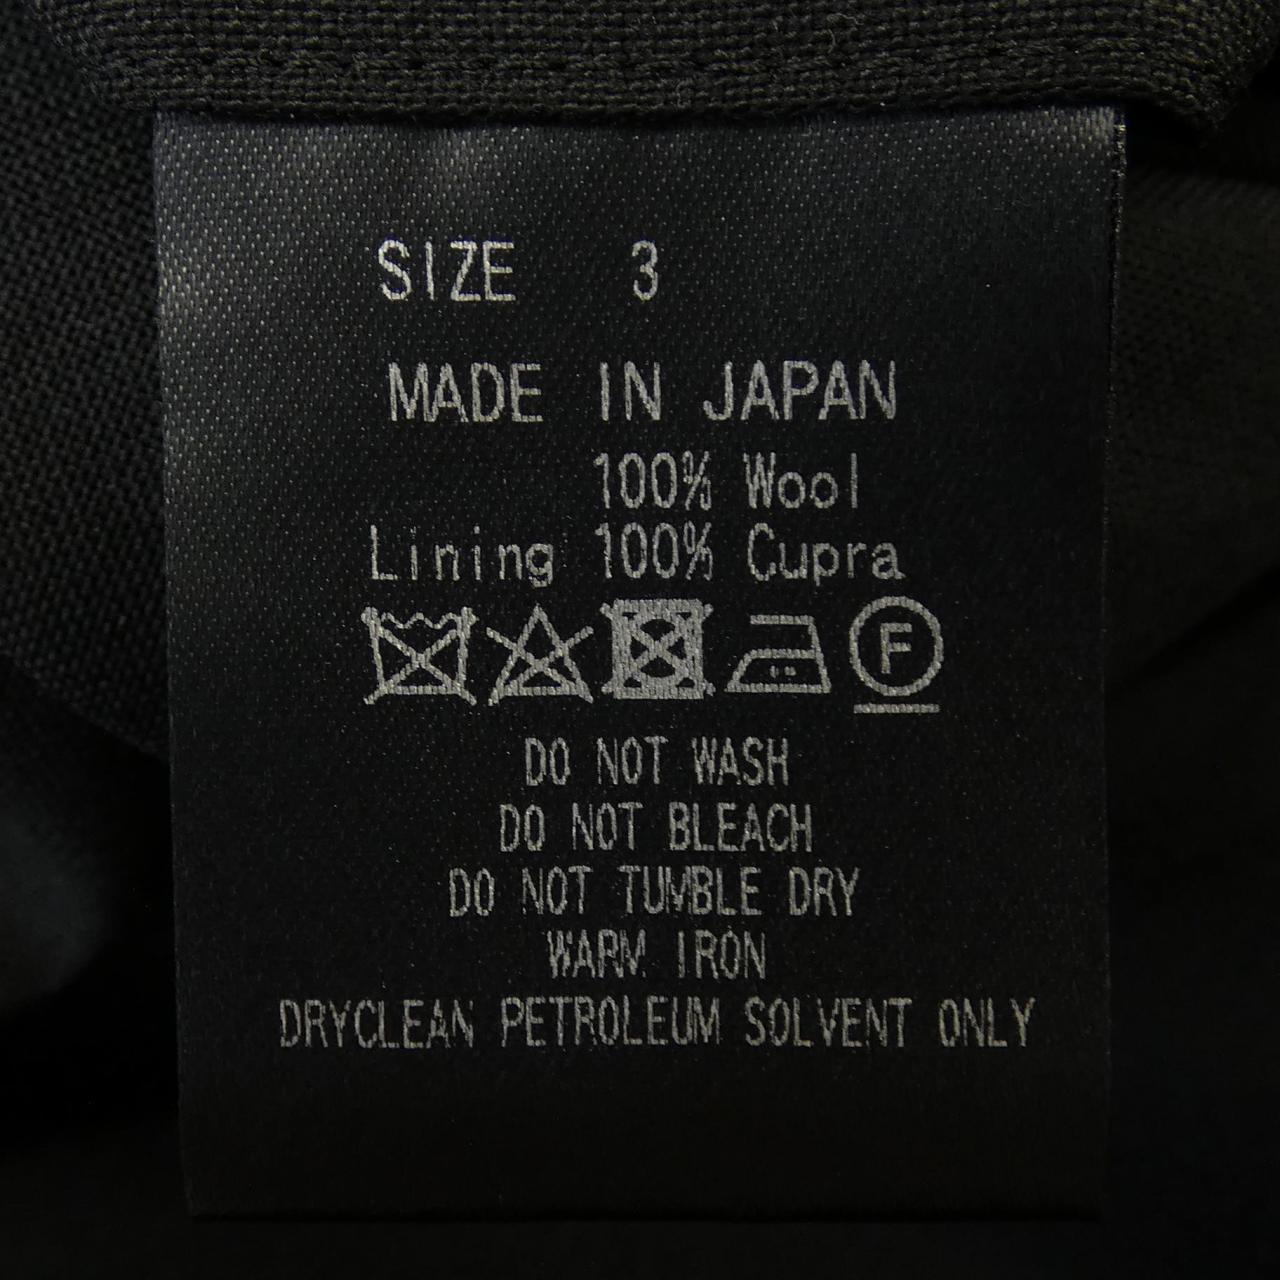 SIZE 3
MADE IN JAPAN
100% Wool
Lining 100% Cupra
F
DO NOT WASH
DO NOT BLEACH
DO NOT TUMBLE DRY
WARM IRON
DRYCLEAN PETROLEUM SOLVENT ONLY